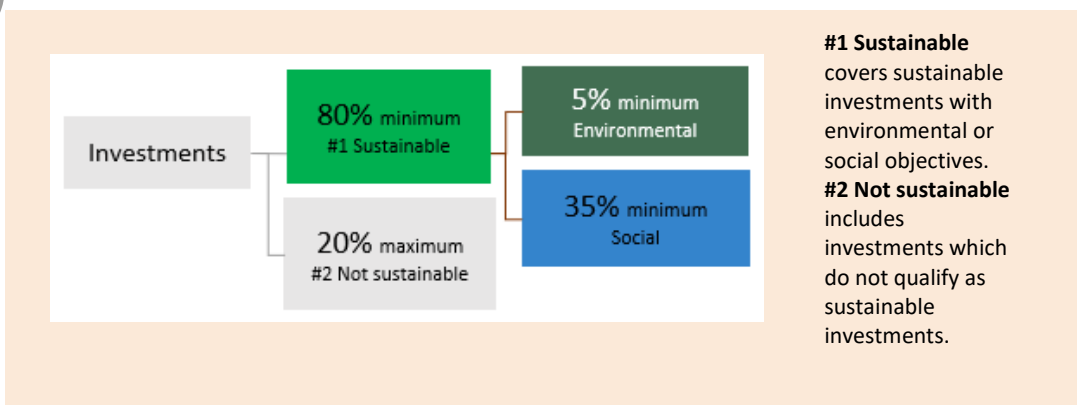 Investments
80% minimum
#1 Sustainable
20% maximum
#2 Not sustainable
5% minimum
Environmental
35% minimum
Social
#1 Sustainable
covers sustainable
investments with
environmental or
social objectives.
#2 Not sustainable
includes
investments which
do not qualify as
sustainable
investments.